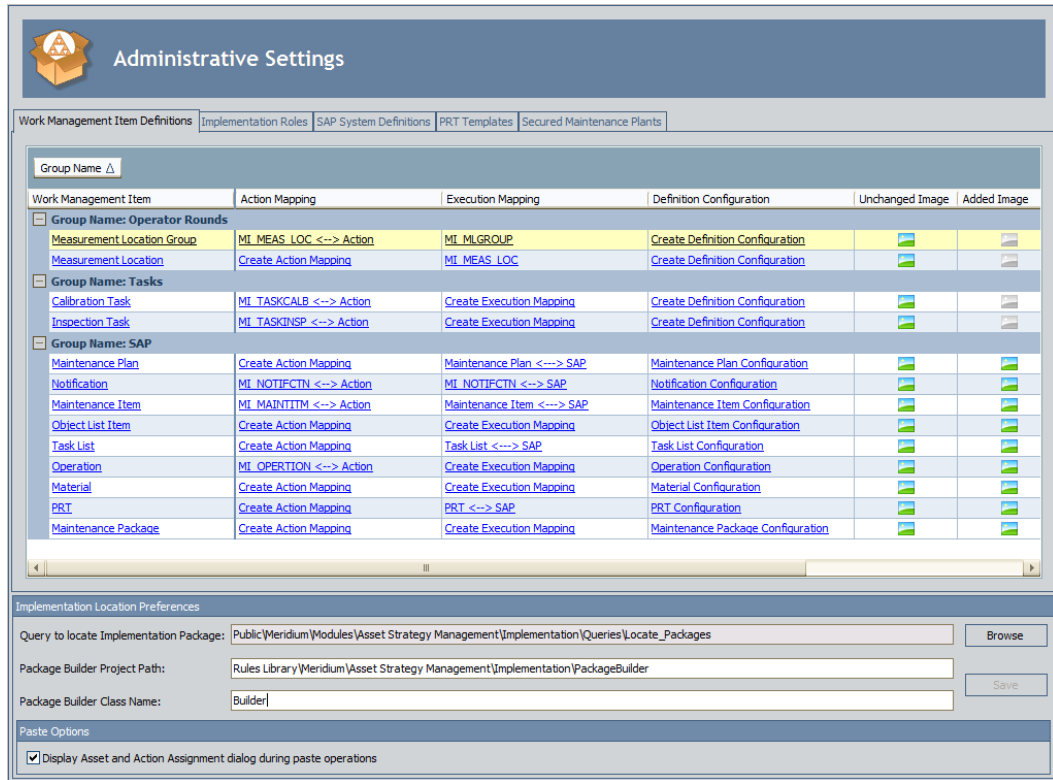 Administrative Settings
Work Management Item Definitions Implementation Roles SAP System Definitions PRT Templates Secured Maintenance Plants
Group Name
Work Management Item Action Mapping Execution Mapping Definition Configuration Unchanged Image Added Image
Group Name: Operator Rounds
Measurement Location Group MI_MEAS_LOC <--> Action MI_MLGROUP Create Definition Configuration
Measurement Location Create Action Mapping MI_MEAS_LOC Create Definition Configuration
Group Name: Tasks
Calibration Task MI_TASKCALB <--> Action Create Execution Mapping Create Definition Configuration
Inspection Task MI_TASKINSP <--> Action Create Execution Mapping Create Definition Configuration
Group Name: SAP
Maintenance Plan Create Action Mapping Maintenance Plan <---> SAP Maintenance Plan Configuration
Notification MI_NOTIFCTN <--> Action MI_NOTIFCTN <--> SAP Notification Configuration
Maintenance Item MI_MAINTITM <--> Action Maintenance Item <---> SAP Maintenance Item Configuration
Object List Item Create Action Mapping Create Execution Mapping Object List Item Configuration
Task List Create Action Mapping Task List <---> SAP Task List Configuration
Operation MI_OPERTION <--> Action Create Execution Mapping Operation Configuration
Material Create Action Mapping Create Execution Mapping Material Configuration
PRT Create Action Mapping PRT <--> SAP PRT Configuration
Maintenance Package Create Action Mapping Create Execution Mapping Maintenance Package Configuration
Implementation Location Preferences
Query to locate Implementation Package: Public\Meridium\Modules\Asset Strategy Management\Implementation\Queries\Locate_Packages Browse
Package Builder Project Path: Rules Library\Meridium\Asset Strategy Management\Implementation\PackageBuilder
Save
Package Builder Class Name: Builder
Paste Options
Display Asset and Action Assignment dialog during paste operations